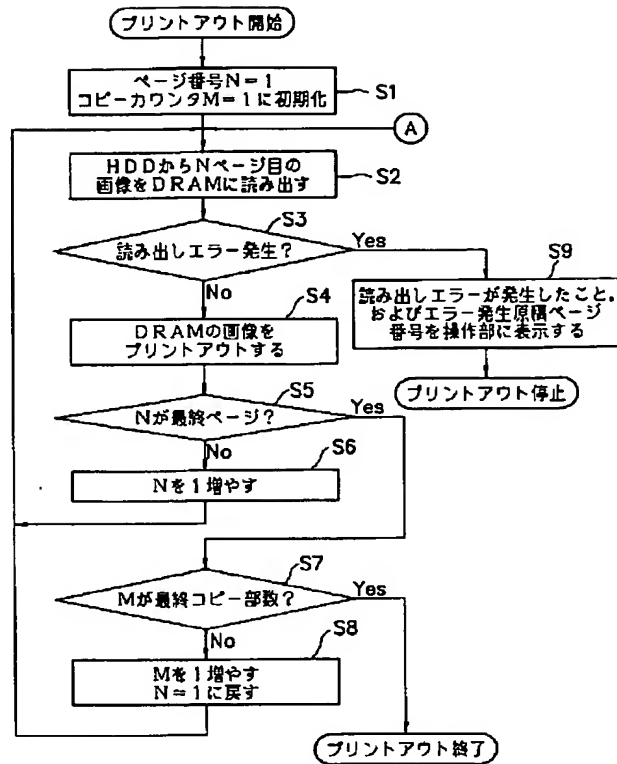 プリントアウト開始
ページ番号N=1
コピーカウンタM=1に初期化
S1
A
HDDからNページ目の
画像をDRAMに読み出す
S2
S3
読み出しエラー発生?
Yes
No
S9
読み出しエラーが発生したこと、
およびエラー発生原稿ページ
番号を操作部に表示する
プリントアウト停止
S4
DRAMの画像を
プリントアウトする
S5
Nが最終ページ?
Yes
No
S6
Nを1増やす
S7
Mが最終コピー部数?
Yes
No
S8
Mを1増やす
N=1に戻す
プリントアウト終了